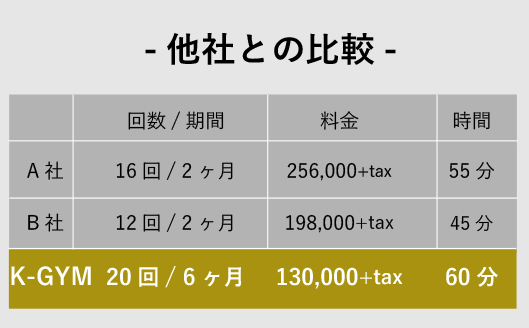 - 他社との比較 -
回数 / 期間 料金 時間
A 社 16 回 / 2 ヶ月 256,000+tax 55 分
B 社 12 回 / 2 ヶ月 198,000+tax 45 分
K-GYM 20 回 / 6 ヶ月 130,000+tax 60 分